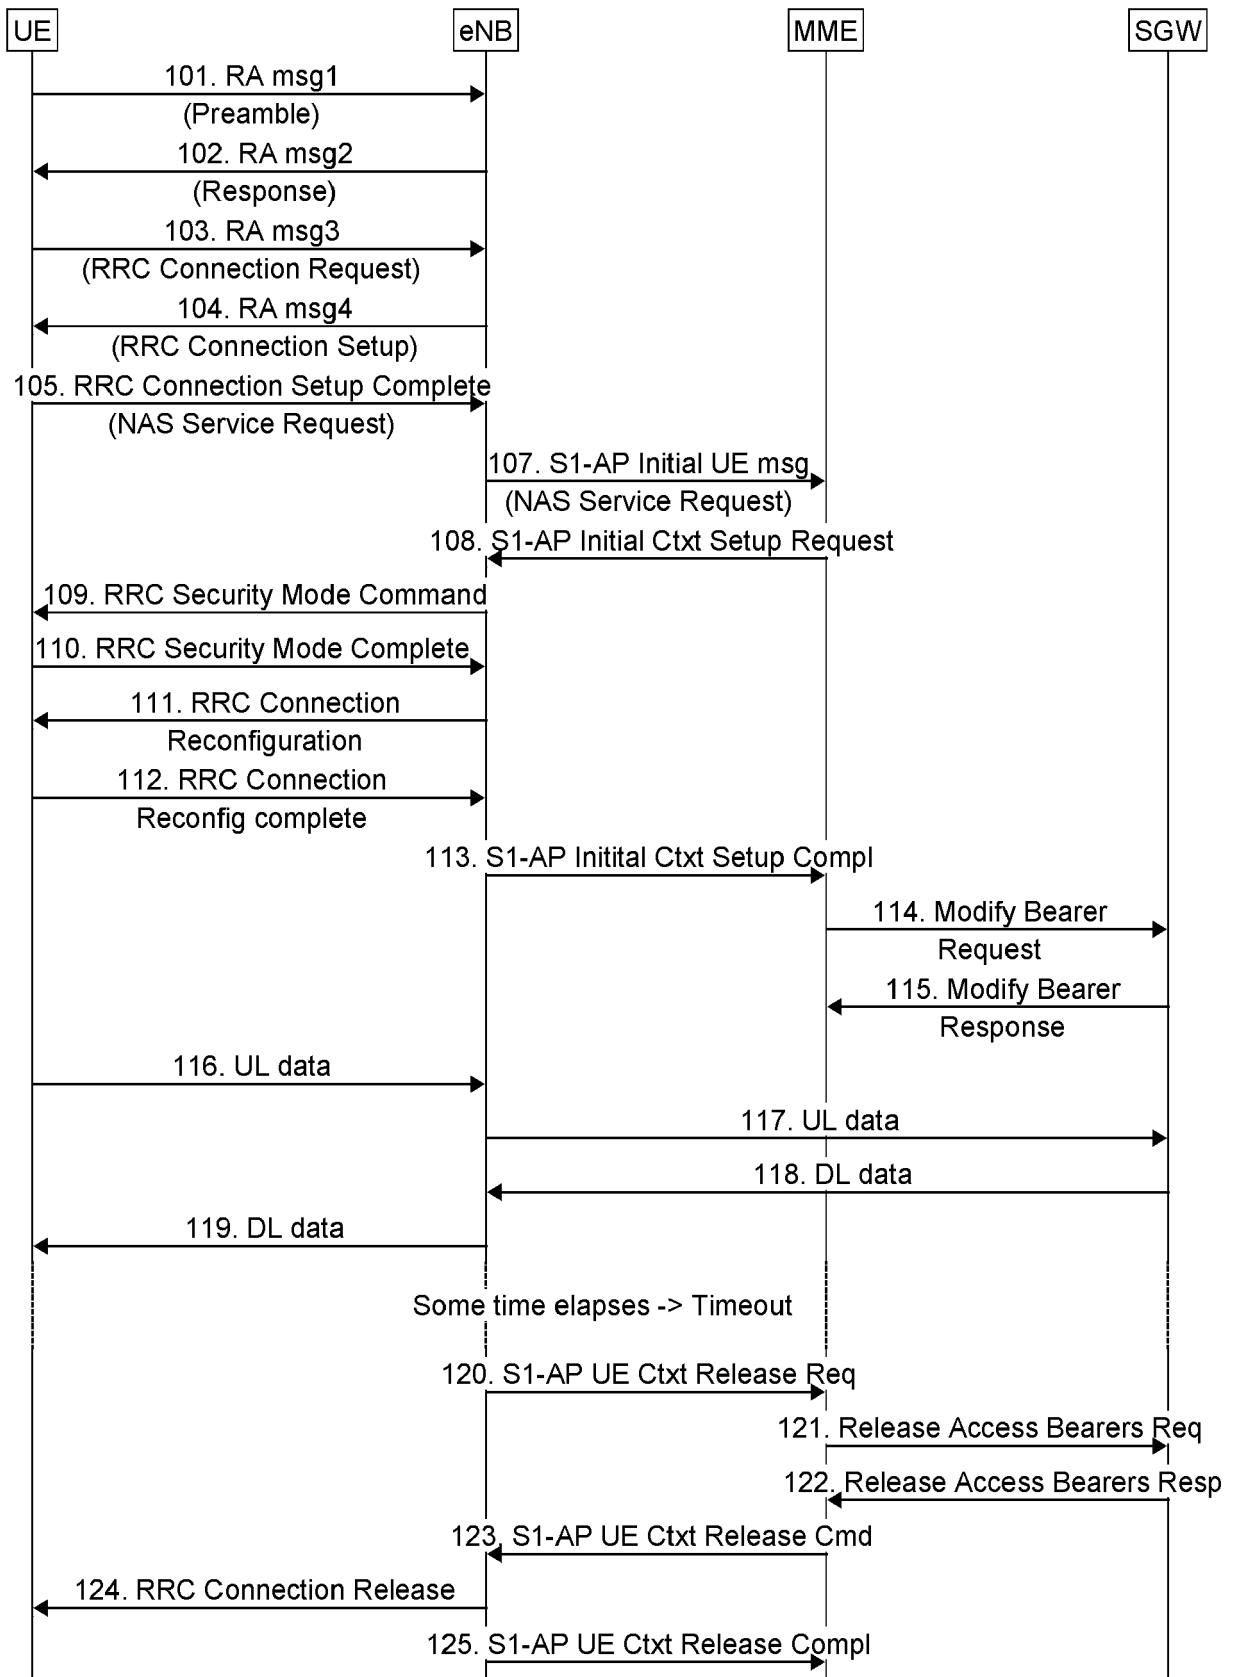 UE eNB MME SGW
101. RA msg1
(Preamble)
102. RA msg2
(Response)
103. RA msg3
(RRC Connection Request)
104. RA msg4
(RRC Connection Setup)
105. RRC Connection Setup Complete
(NAS Service Request)
107. S1-AP Initial UE msg
(NAS Service Request)
108. S1-AP Initial Ctxt Setup Request
109. RRC Security Mode Command
110. RRC Security Mode Complete
111. RRC Connection
Reconfiguration
112. RRC Connection
Reconfig complete
113. S1-AP Initital Ctxt Setup Compl
114. Modify Bearer
Request
115. Modify Bearer
Response
116. UL data
117. UL data
118. DL data
119. DL data
Some time elapses -> Timeout
120. S1-AP UE Ctxt Release Req
121. Release Access Bearers Req
122. Release Access Bearers Resp
123. S1-AP UE Ctxt Release Cmd
124. RRC Connection Release
125. S1-AP UE Ctxt Release Compl